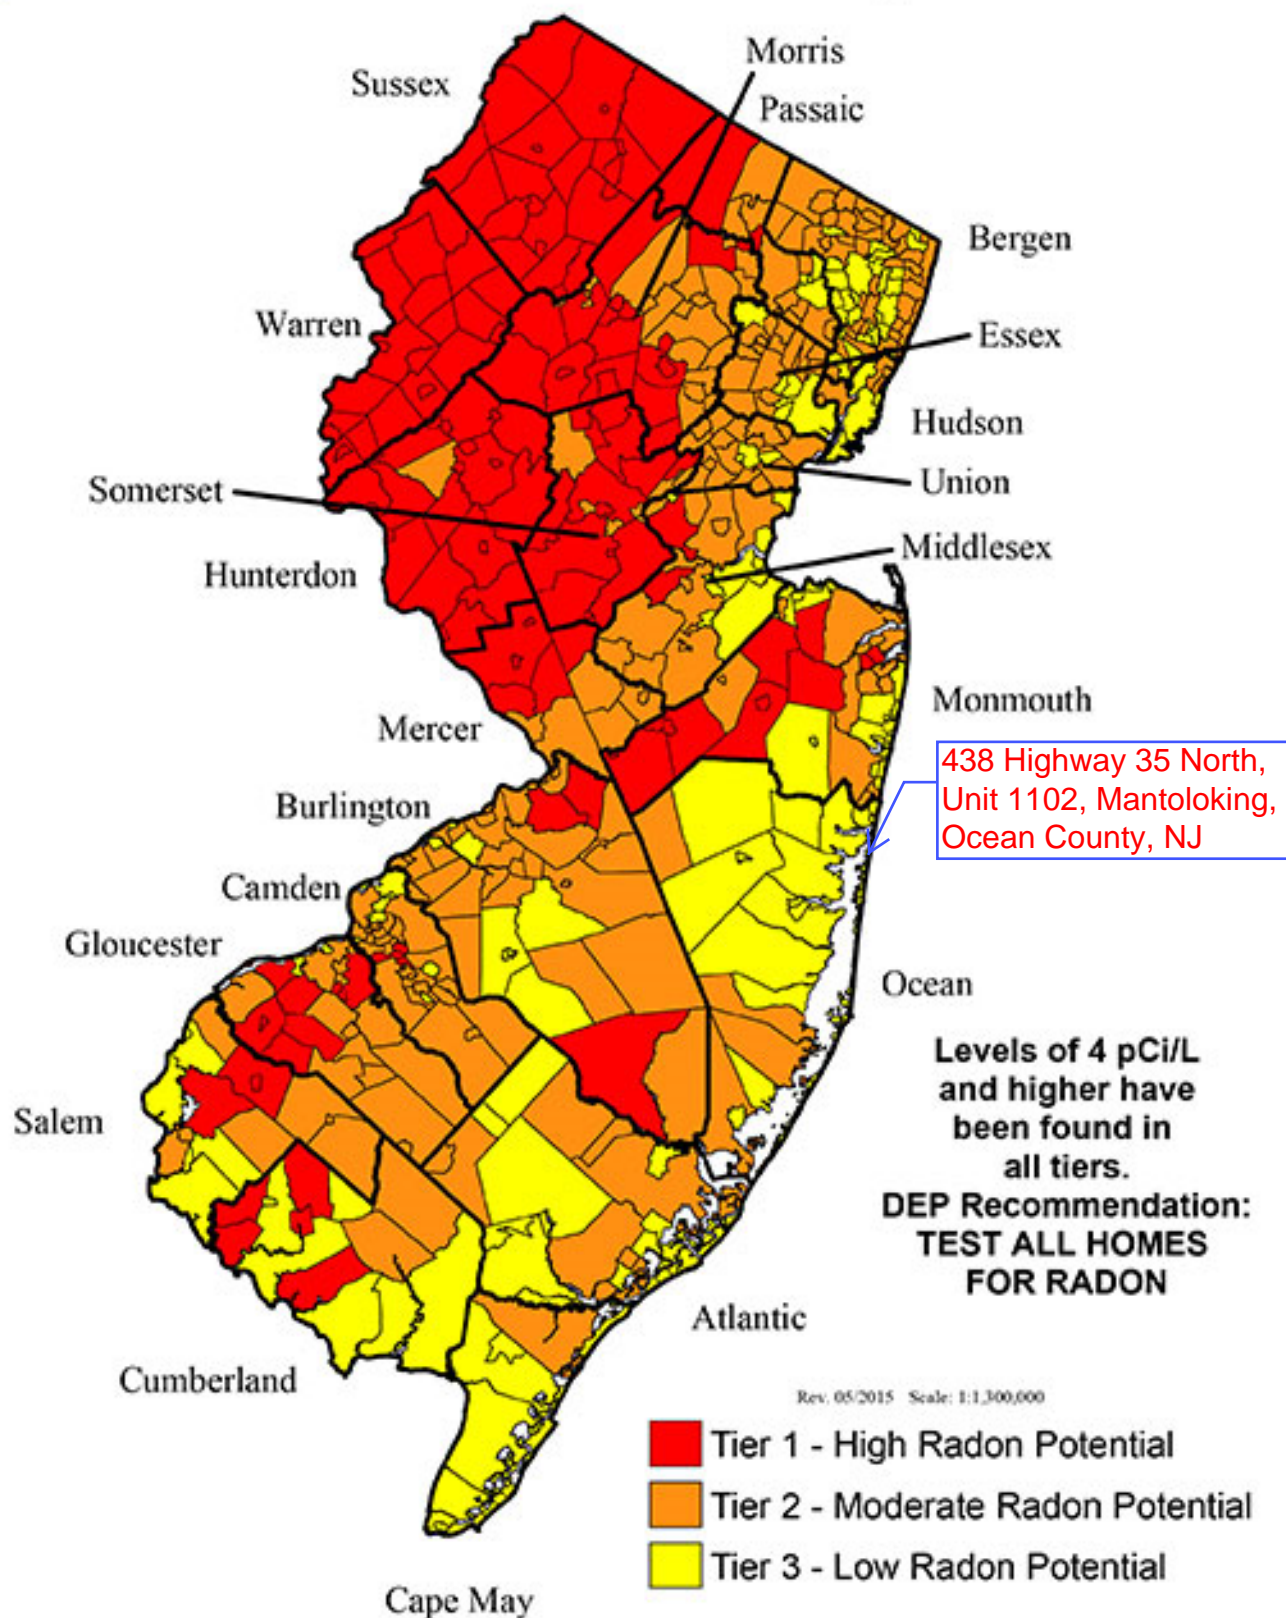 Morris
Sussex
Passaic
Bergen
Warren
Essex
Hudson
Somerset
Union
Middlesex
Hunterdon
Monmouth
Mercer
438 Highway 35 North,
Unit 1102, Mantoloking,
Ocean County, NJ
Burlington
Camden
Gloucester
Ocean
Levels of 4 pCi/L
and higher have
been found in
all tiers.
DEP Recommendation:
TEST ALL HOMES
FOR RADON
Salem
Atlantic
Cumberland
Rev. 05/2015 Scale: 1:1,300,000
Tier 1 - High Radon Potential
Tier 2 - Moderate Radon Potential
Tier 3 - Low Radon Potential
Cape May